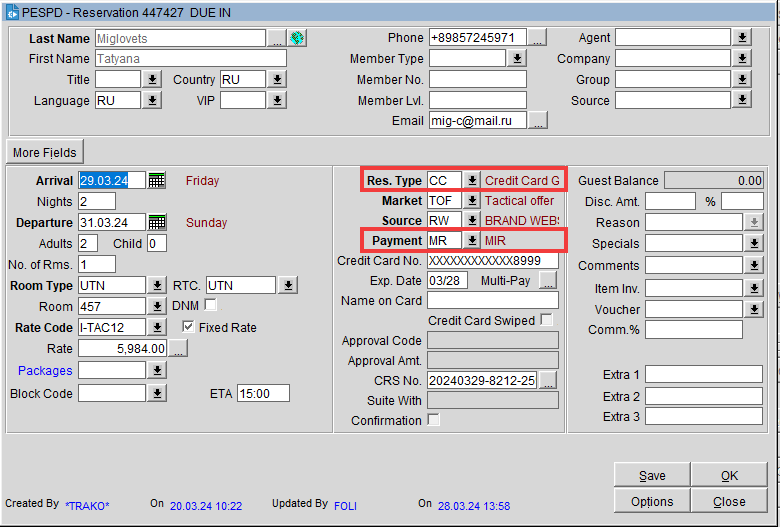 PESPD - Reservation 447427 DUE IN
Last Name Miglovets ... Phone +89857245971 ... Agent
First Name Tatyana Member Type Company
Title Country RU Member No. Group
Language RU VIP Member Lvl. Source
Email mig-c@mail.ru ...
More Fields
Arrival 29.03.24 Friday Res. Type CC Credit Card G Guest Balance 0.00
Nights 2 Market TOF Tactical offer Disc. Amt. %
Departure 31.03.24 Sunday Source RW BRAND WEBS Reason
Adults 2 Child 0 Payment MR MIR Specials
No. of Rms. 1 Credit Card No. XXXXXXXXXXXX8999 Comments
Room Type UTN RTC. UTN Exp. Date 03/28 Multi-Pay ... Item Inv.
Room 457 DNM Name on Card Voucher
Rate Code I-TAC12 Fixed Rate Credit Card Swiped Comm.%
Rate 5,984.00 ... Approval Code
Packages Approval Amt.
Block Code ETA 15:00 CRS No. 20240329-8212-25 ... Extra 1
Suite With Extra 2
Confirmation Extra 3
Save OK
Created By *TRAKO* On 20.03.24 10:22 Updated By FOLI On 28.03.24 13:58 Options Close